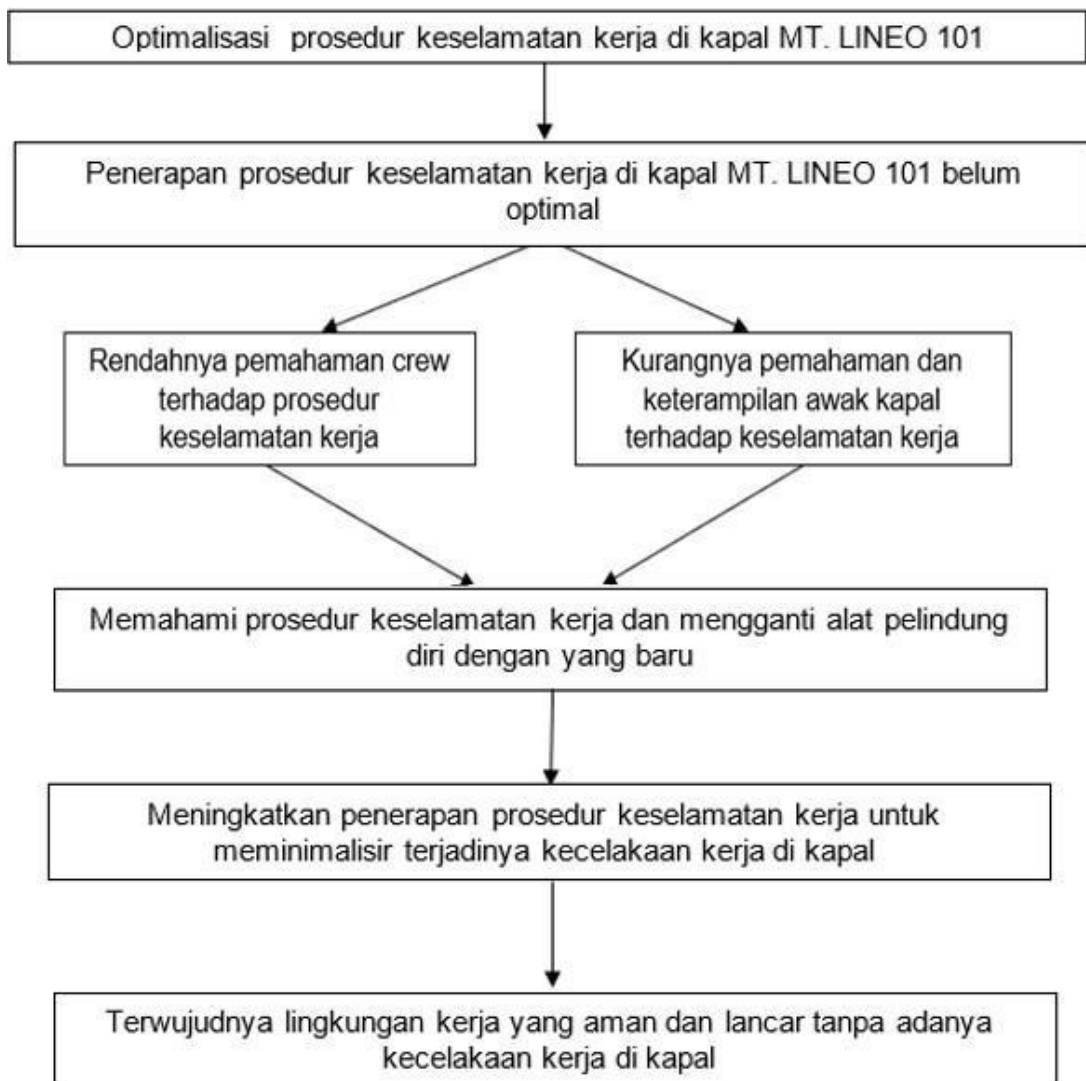 Optimalisasi prosedur keselamatan kerja di kapal MT. LINEO 101
Penerapan prosedur keselamatan kerja di kapal MT. LINEO 101 belum
optimal
Rendahnya pemahaman crew
terhadap prosedur
keselamatan kerja
Kurangnya pemahaman dan
keterampilan awak kapal
terhadap keselamatan kerja
Memahami prosedur keselamatan kerja dan mengganti alat pelindung
diri dengan yang baru
Meningkatkan penerapan prosedur keselamatan kerja untuk
meminimalisir terjadinya kecelakaan kerja di kapal
Terwujudnya lingkungan kerja yang aman dan lancar tanpa adanya
kecelakaan kerja di kapal